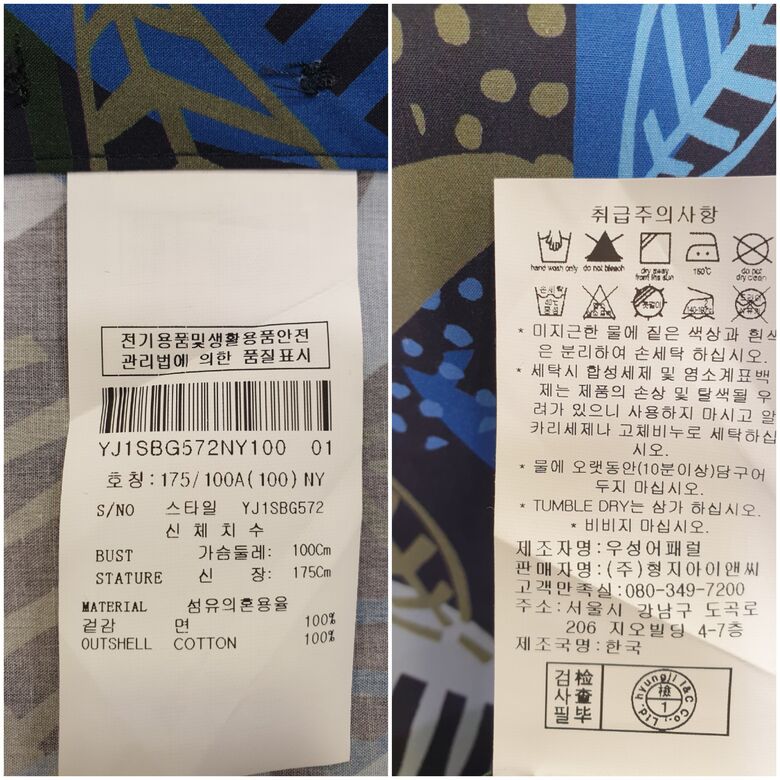 전기용품및생활용품안전
관리법에 의한 품질표시
YJ1SBG572NY100 01
호칭:175/100A(100)NY
S/NO 스타일 YJ1SBG572
신체치수
BUST 가슴둘레: 100Cm
STATURE 신 장: 175Cm
MATERIAL 섬유의혼용율
겉감 면 100%
OUTSHELL COTTON 100%
취급주의사항
hand wash only do not bleach dry away from the sun 150℃ do not dry clean
* 미지근한 물에 짙은 색상과 흰색
은 분리하여 손세탁 하십시오.
* 세탁시 합성세제 및 염소계표백
제는 제품의 손상 및 탈색될 우
려가 있으니 사용하지 마시고 알
카리세제나 고체비누로 세탁하십
시오.
* 물에 오랫동안(10분이상)담구어
두지 마십시오.
* TUMBLE DRY는 삼가 하십시오.
* 비비지 마십시오.
제조자명:우성어패럴
판매자명:(주)형지아이앤씨
고객만족실:080-349-7200
주소:서울시 강남구 도곡로
206 지오빌딩 4-7층
제조국명:한국
검 檢
사 査
필 畢
hyungji I&C Co., Ltd.
檢
1